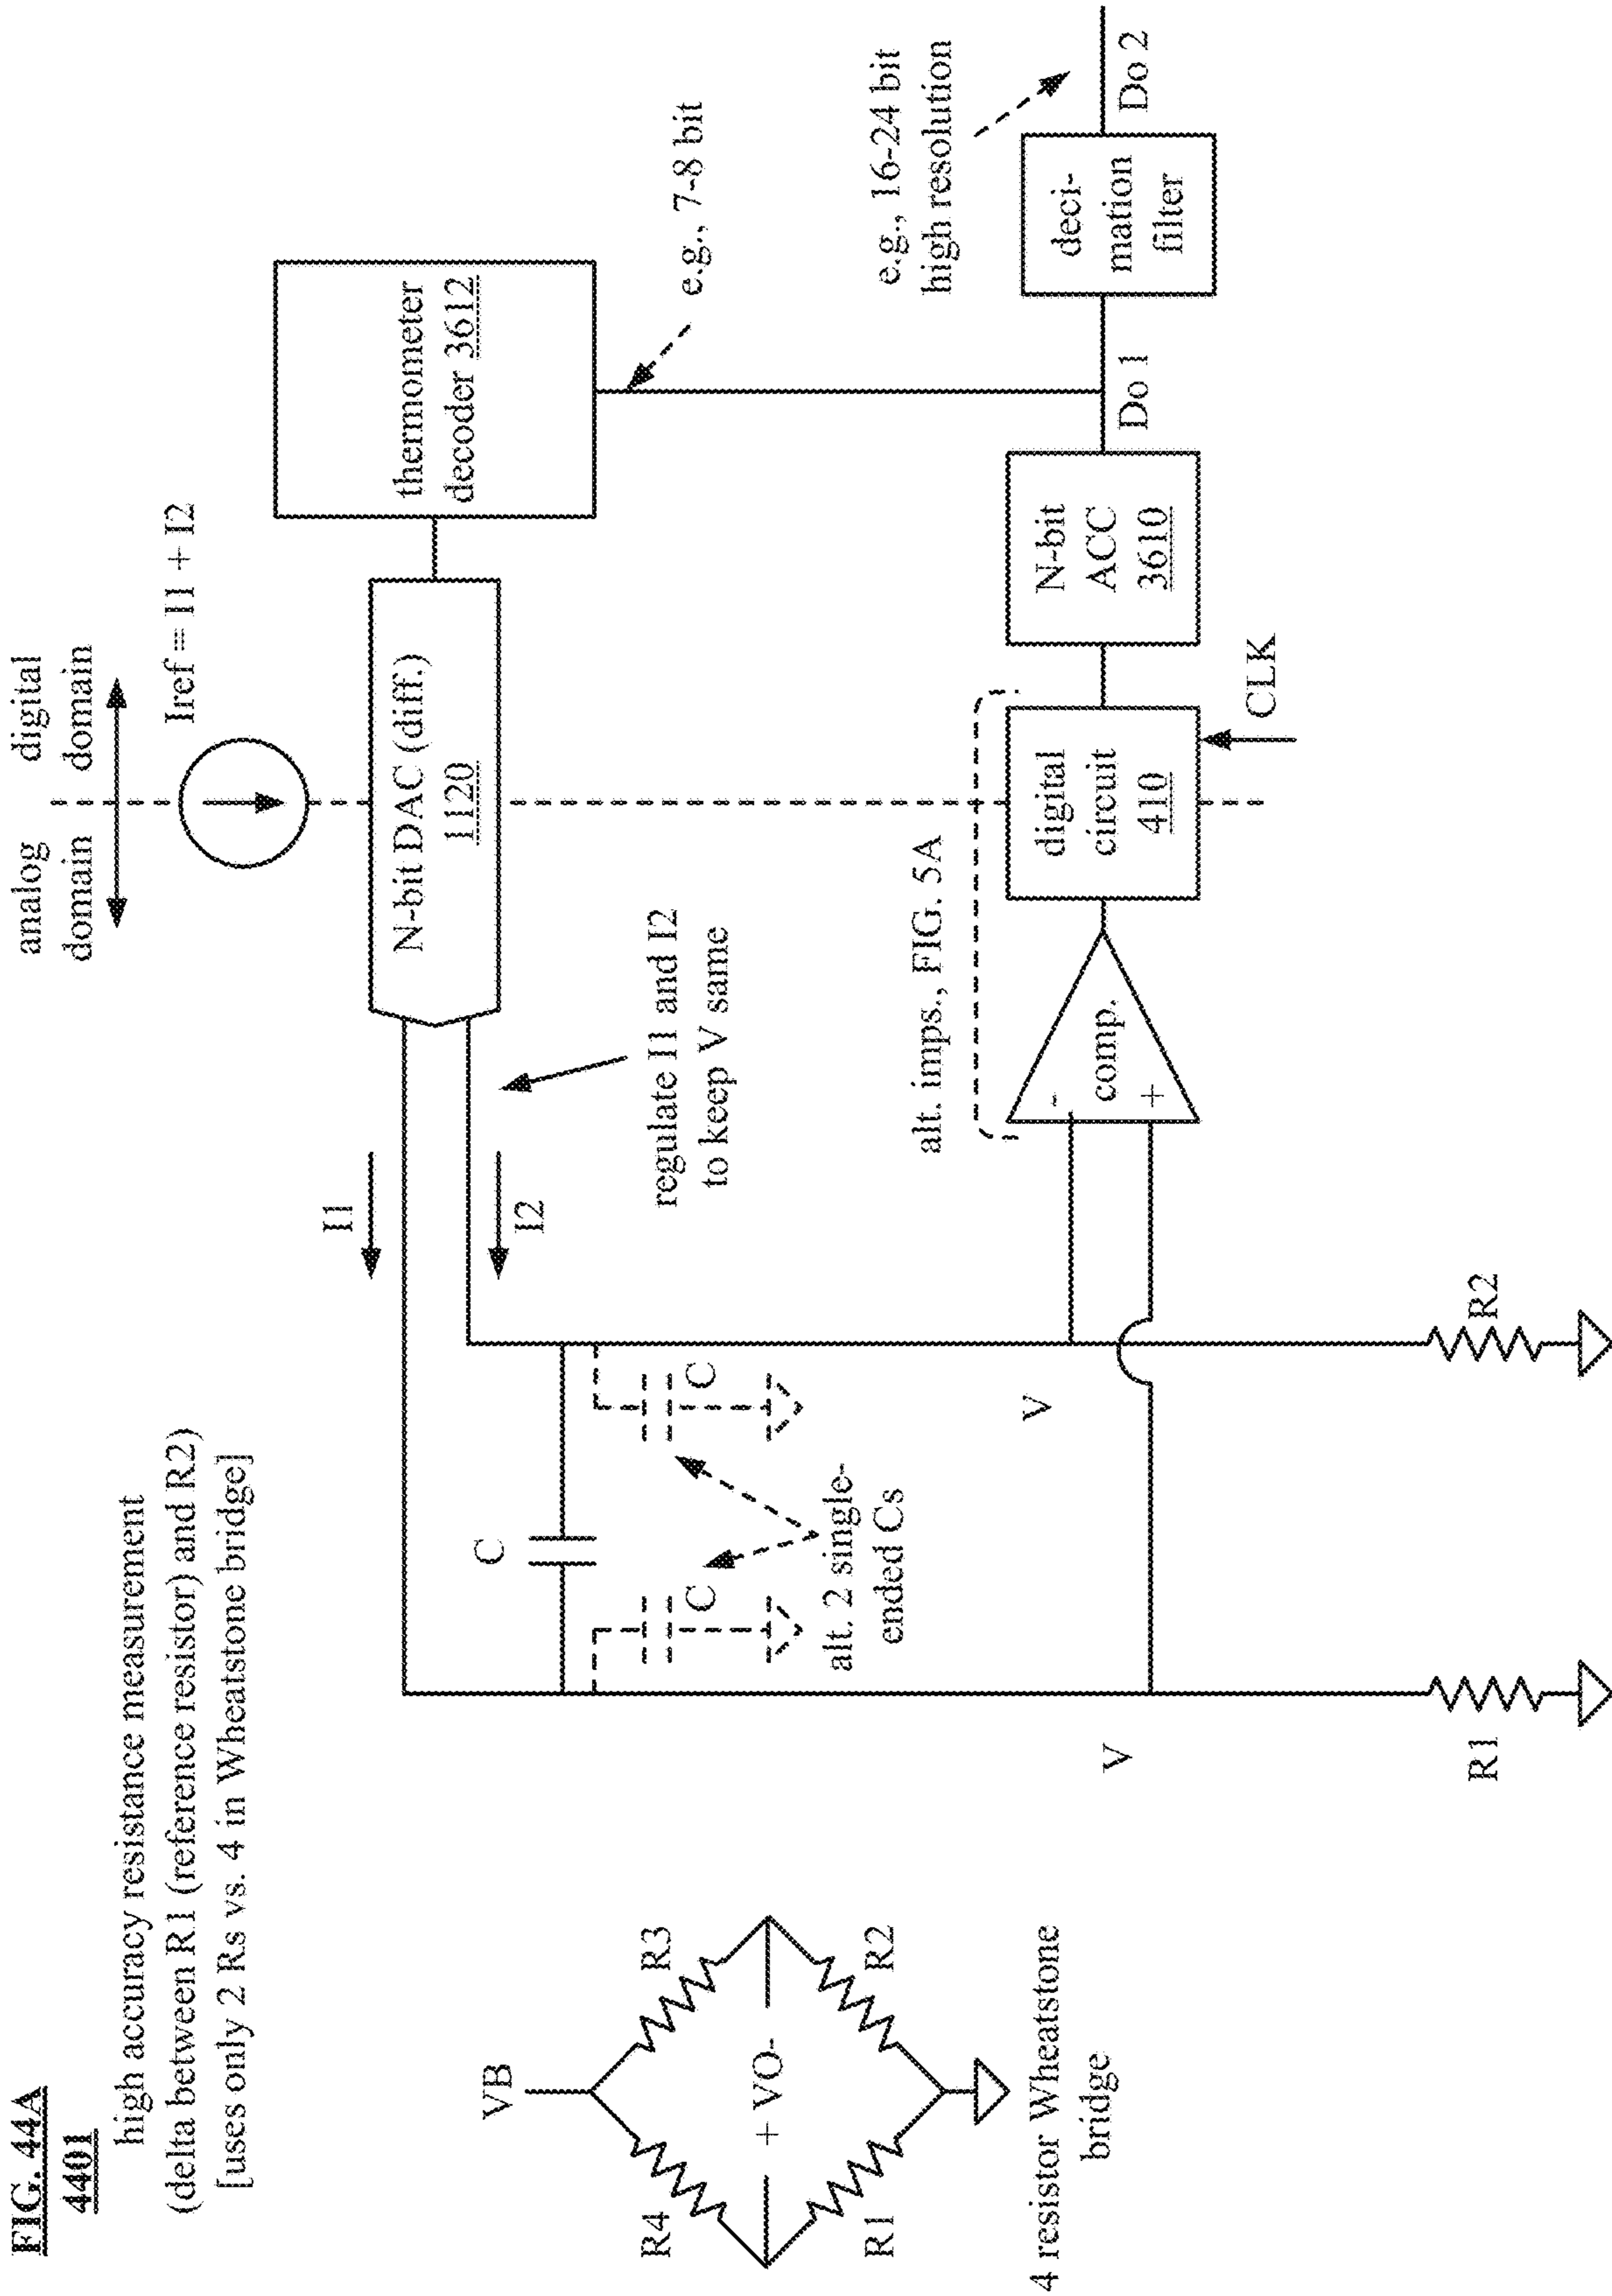 FIG. 44A
4401
high accuracy resistance measurement
(delta between R1 (reference resistor) and R2)
[uses only 2 Rs vs. 4 in Wheatstone bridge]
analog
domain
digital
domain
Iref = I1 + I2
N-bit DAC (diff.)
1120
thermometer
decoder 3612
I1
I2
regulate I1 and I2
to keep V same
e.g., 7-8 bit
C
C
C
alt. 2 single-
ended Cs
alt. imps., FIG. 5A
e.g., 16-24 bit
high resolution
VB
R4
R3
+ VO-
R1
R2
4 resistor Wheatstone
bridge
V
V
-
comp.
+
digital
circuit
410
CLK
N-bit
ACC
3610
Do 1
deci-
mation
filter
Do 2
R1
R2